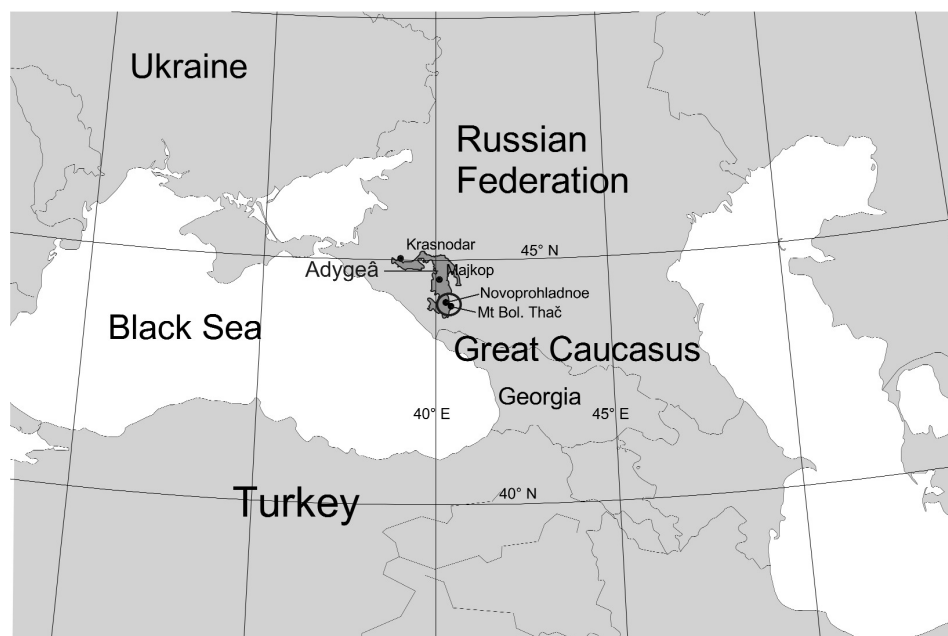 Ukraine
Russian
Federation
Krasnodar
45° N
Adygeâ
Majkop
Novoprohladnoe
Mt Bol. Thač
Black Sea
Great Caucasus
Georgia
40° E
45° E
Turkey
40° N